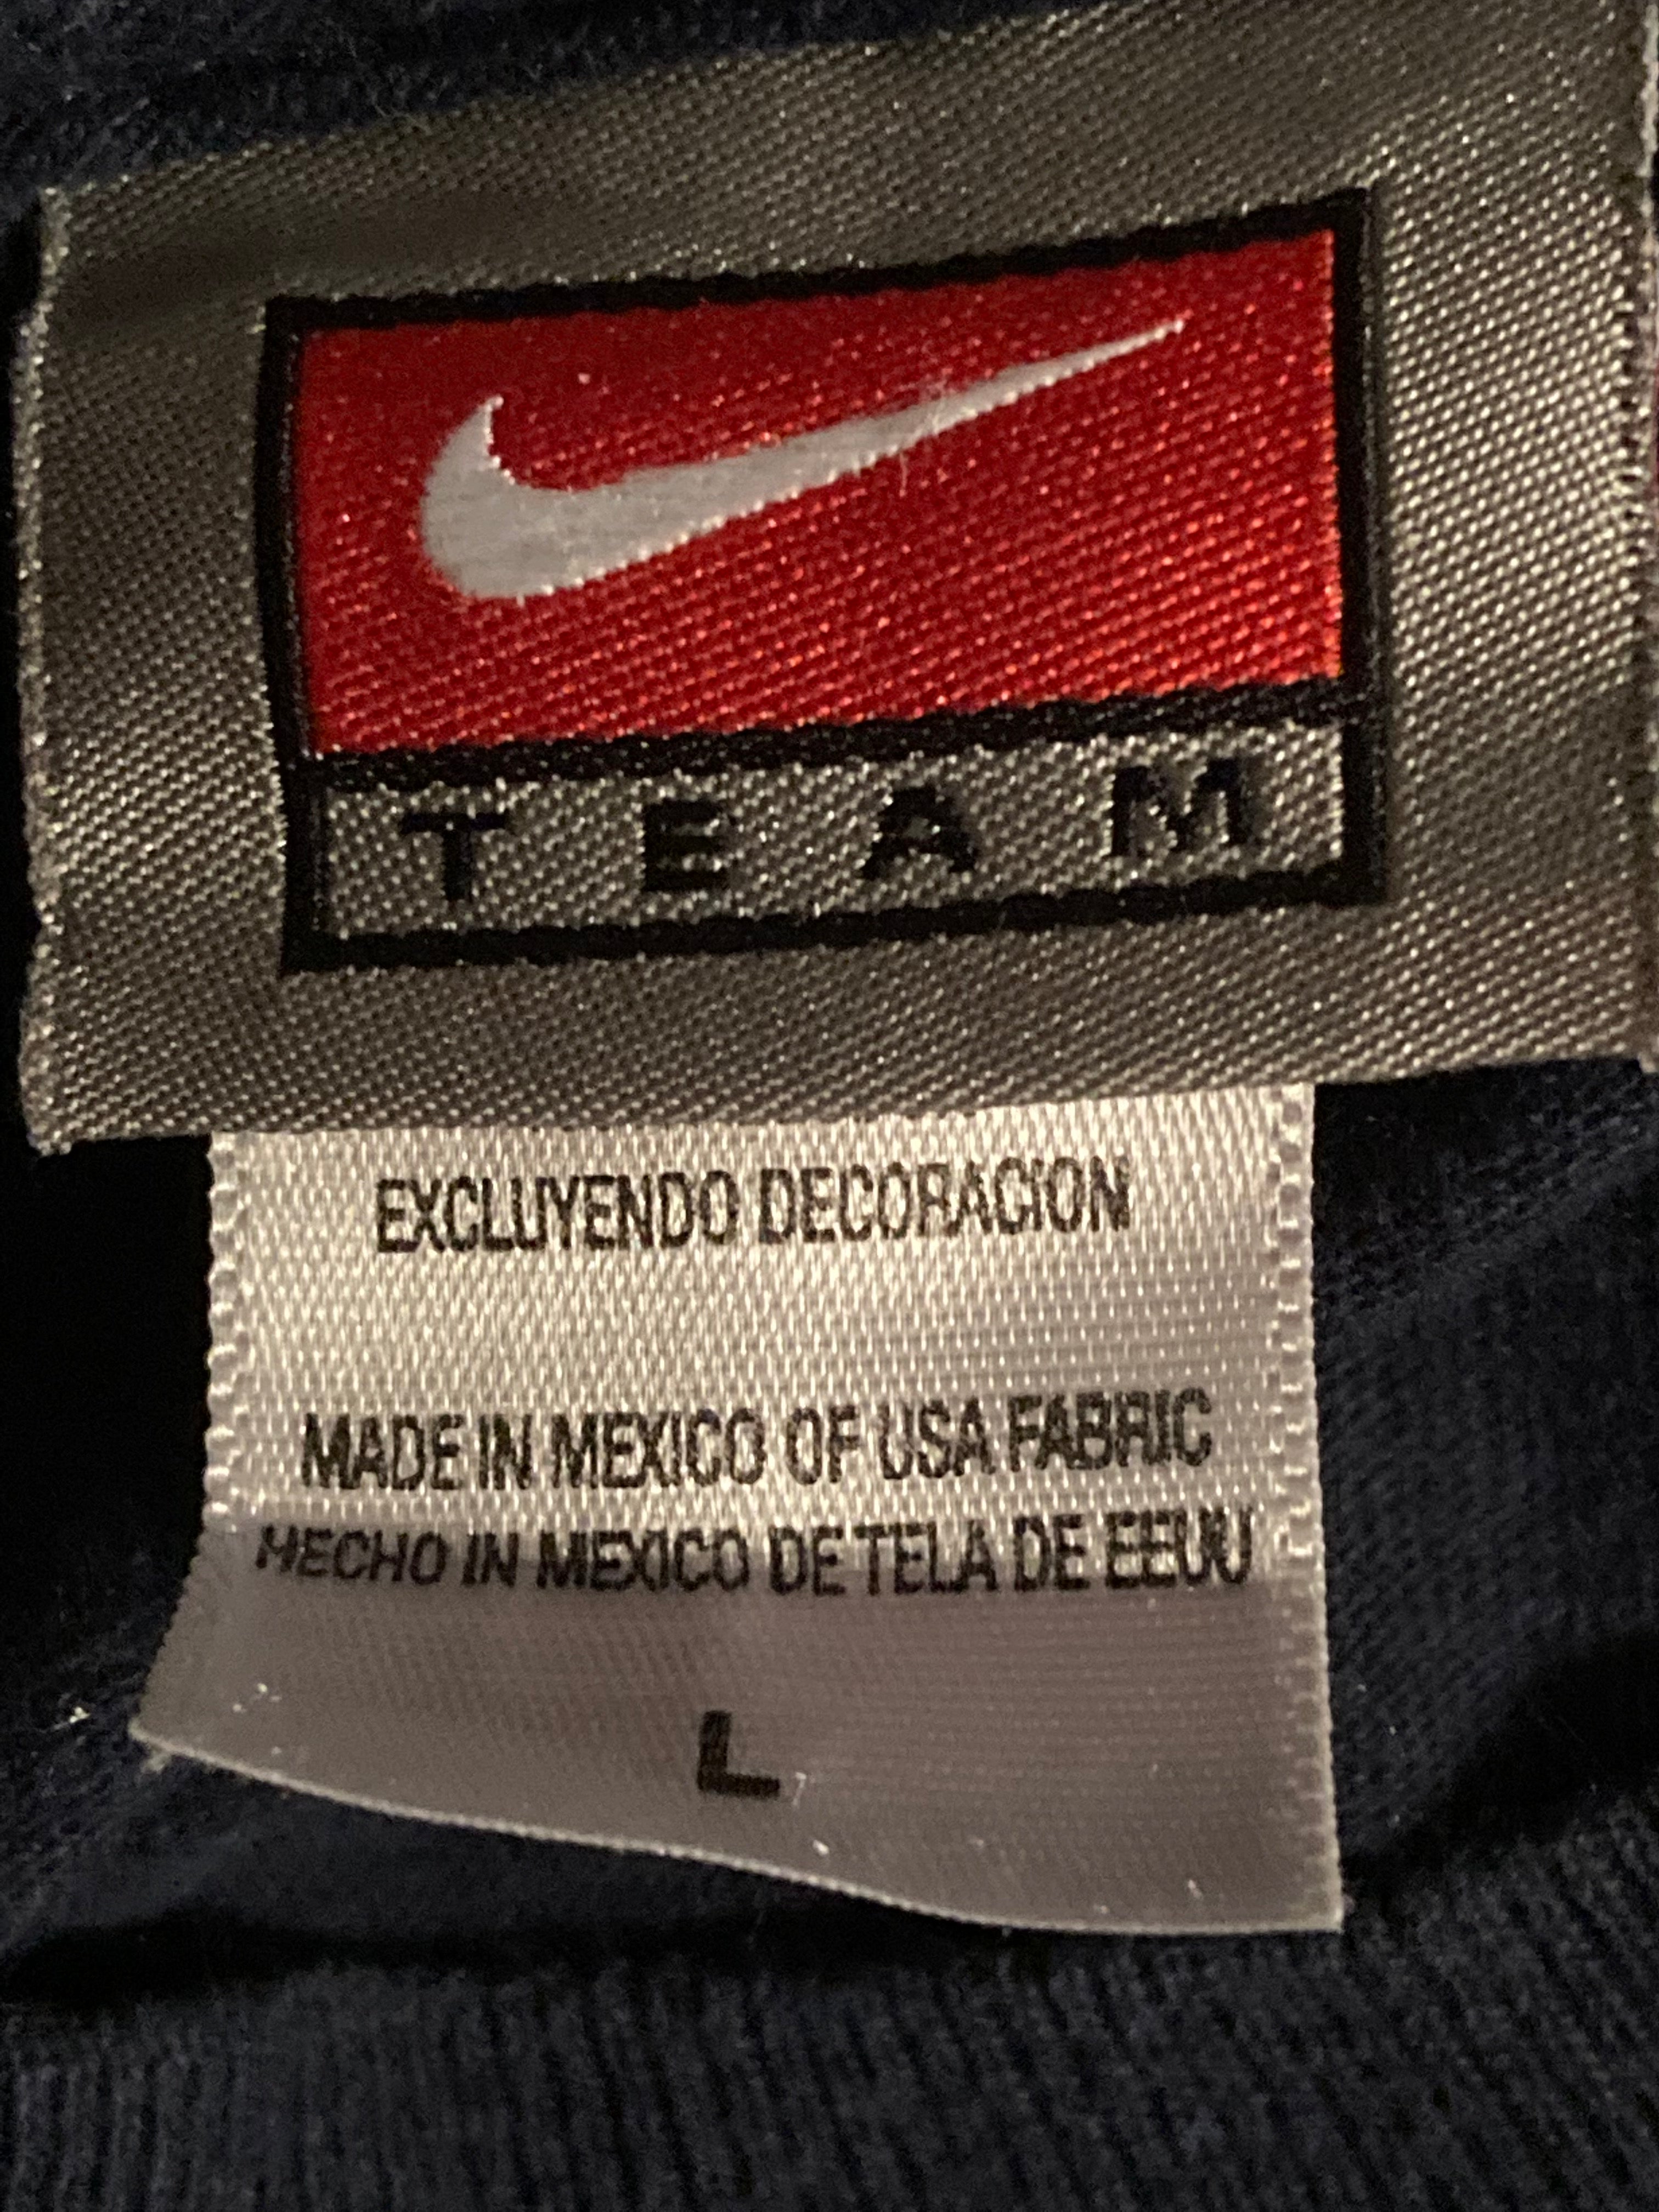 TEAM
EXCLUYENDO DECORACION
MADE IN MEXICO OF USA FABRIC
HECHO IN MEXICO DE TELA DE EEUU
L